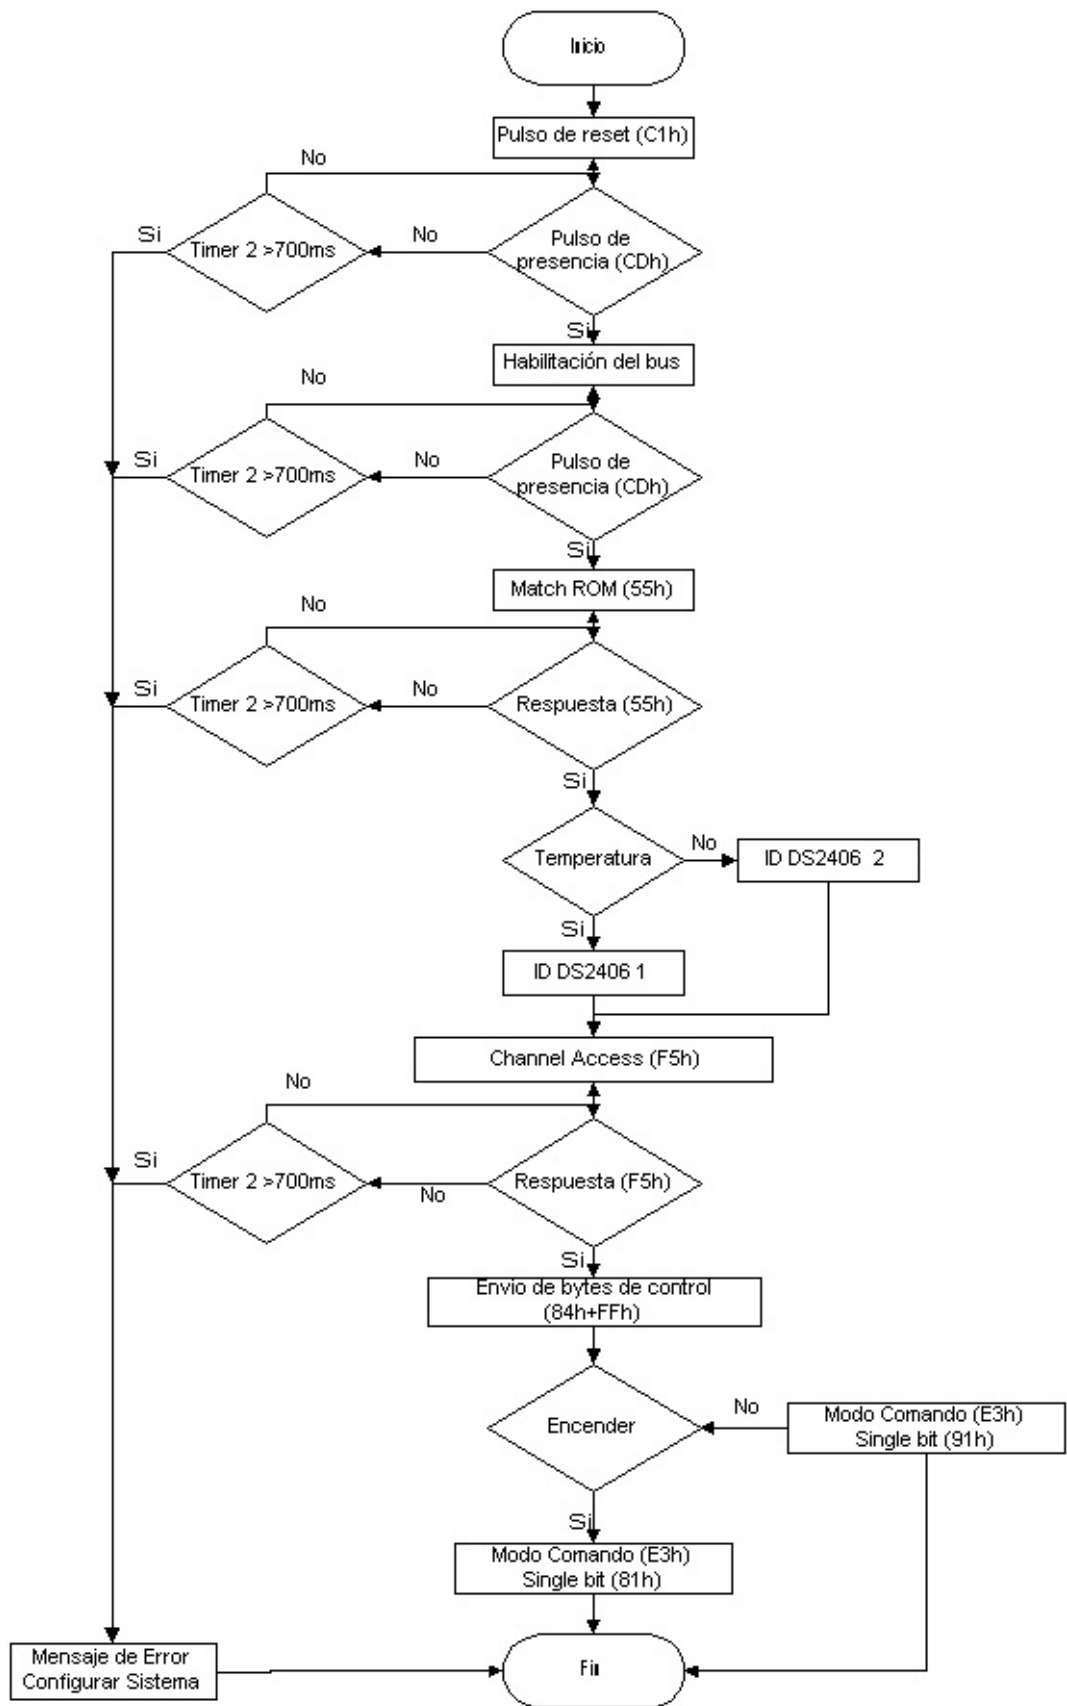 Inicio
Pulso de reset (C1h)
No
Si
Timer 2 >700ms
No
Pulso de
presencia (CDh)
Si
Habilitación del bus
No
Si
Timer 2 >700ms
No
Pulso de
presencia (CDh)
Si
Match ROM (55h)
No
Si
Timer 2 >700ms
No
Respuesta (55h)
Si
Temperatura
No
ID DS2406 2
Si
ID DS2406 1
Channel Access (F5h)
No
Si
Timer 2 >700ms
No
Respuesta (F5h)
Si
Envio de bytes de control
(84h+FFh)
Encender
No
Modo Comando (E3h)
Single bit (91h)
Si
Modo Comando (E3h)
Single bit (81h)
Mensaje de Error
Configurar Sistema
Fin